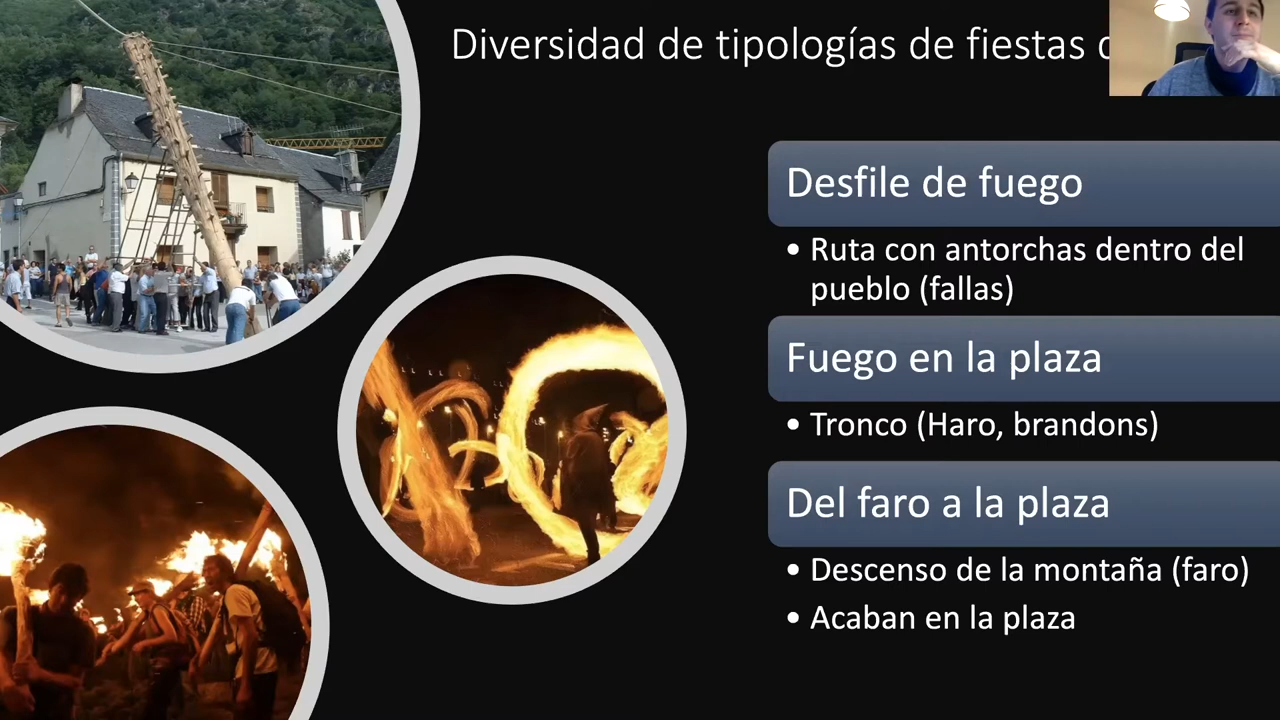 Diversidad de tipologías de fiestas
Desfile de fuego
• Ruta con antorchas dentro del
pueblo (fallas)
Fuego en la plaza
• Tronco (Haro, brandons)
Del faro a la plaza
• Descenso de la montaña (faro)
• Acaban en la plaza